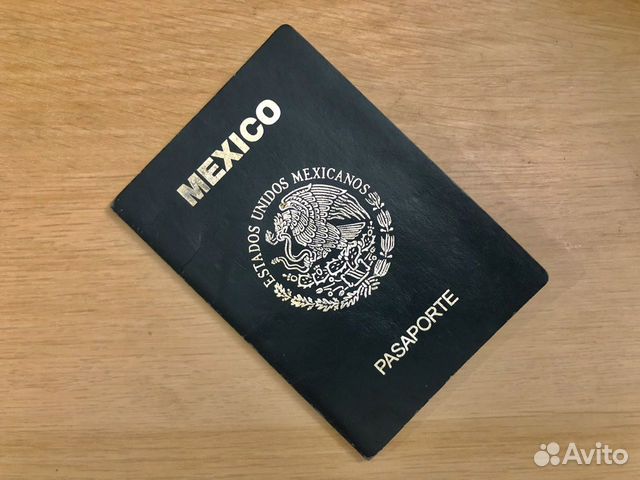 MEXICO
ESTADOS UNIDOS MEXICANOS
PASAPORTE
Avito